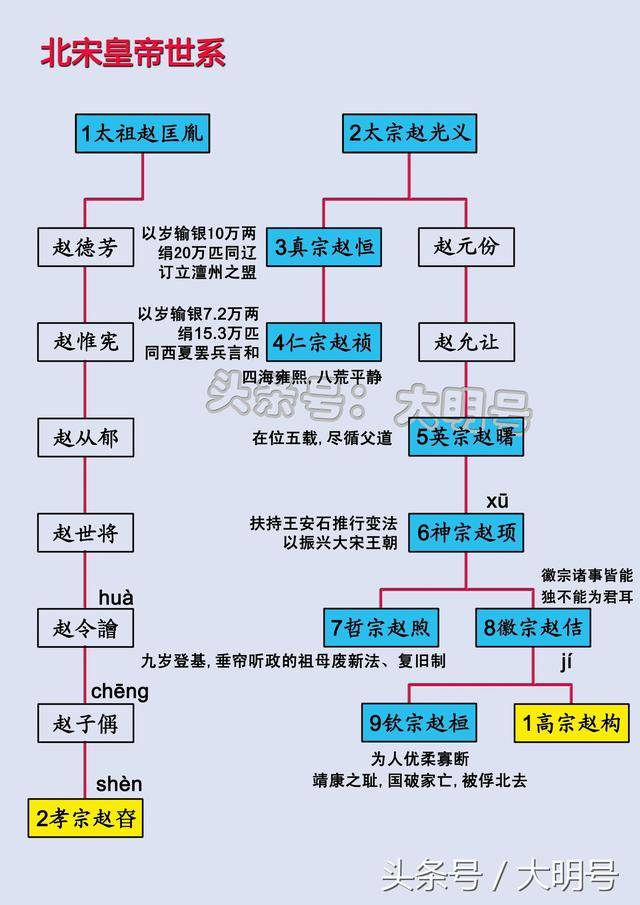 北宋皇帝世系
1太祖赵匡胤
2太宗赵光义
赵德芳
以岁输银10万两
绢20万匹同辽
订立澶州之盟
3真宗赵恒
赵元份
赵惟宪
以岁输银7.2万两
绢15.3万匹
同西夏罢兵言和
4仁宗赵祯
赵允让
四海雍熙,八荒平静
头条号:大明号
赵从郁
在位五载,尽循父道
5英宗赵曙
xū
赵世将
扶持王安石推行变法
以振兴大宋王朝
6神宗赵顼
huà
徽宗诸事皆能
独不能为君耳
赵令譮
7哲宗赵煦
8徽宗赵佶
九岁登基,垂帘听政的祖母废新法、复旧制
jí
chēng
赵子偁
9钦宗赵桓
1高宗赵构
为人优柔寡断
靖康之耻,国破家亡,被俘北去
shèn
2孝宗赵昚
头条号/大明号